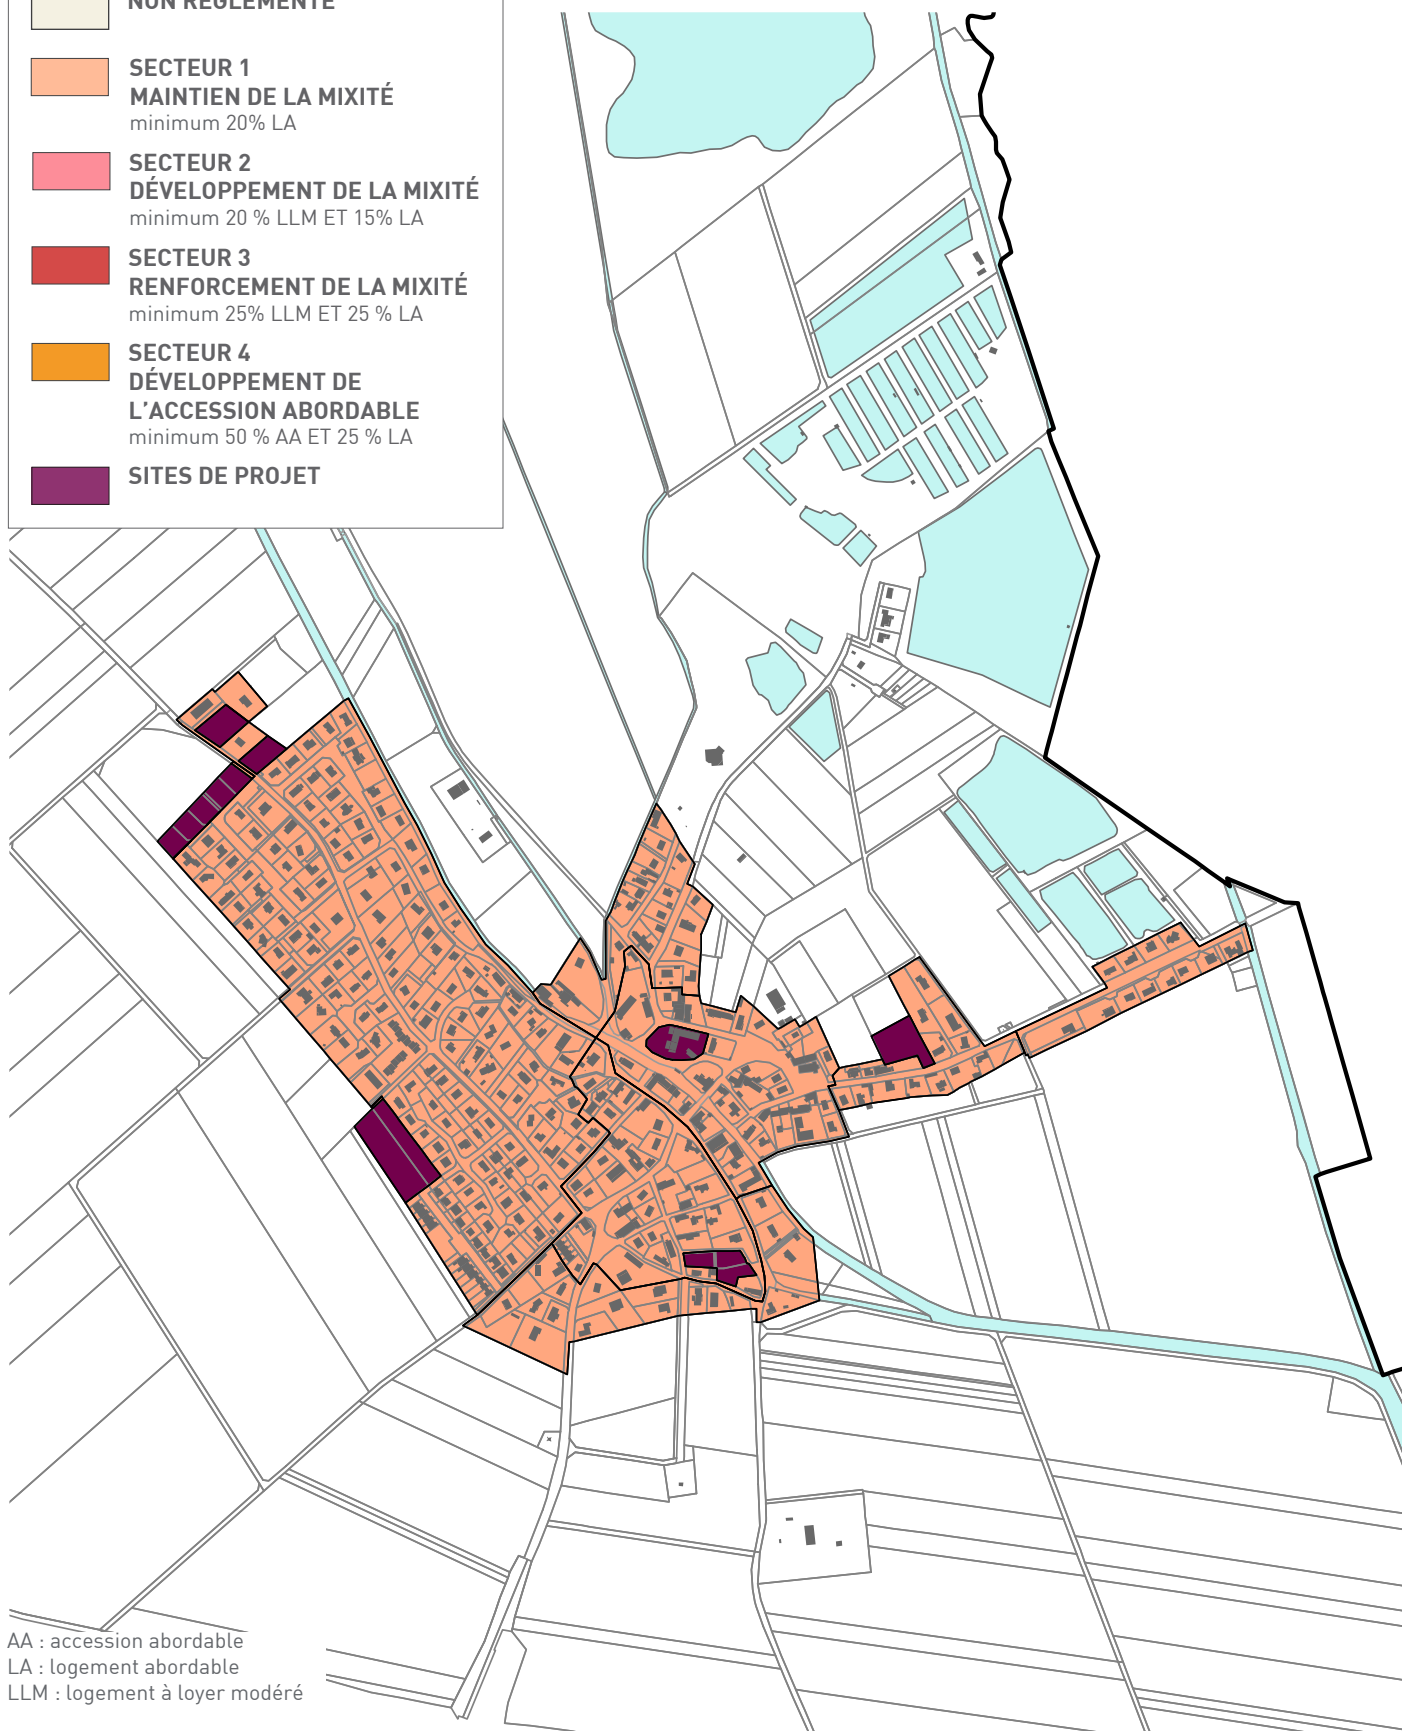 NON RÉGLEMENTÉ
SECTEUR 1
MAINTIEN DE LA MIXITÉ
minimum 20% LA
SECTEUR 2
DÉVELOPPEMENT DE LA MIXITÉ
minimum 20 % LLM ET 15% LA
SECTEUR 3
RENFORCEMENT DE LA MIXITÉ
minimum 25% LLM ET 25 % LA
SECTEUR 4
DÉVELOPPEMENT DE
L'ACCESSION ABORDABLE
minimum 50 % AA ET 25 % LA
SITES DE PROJET
AA : accession abordable
LA : logement abordable
LLM : logement à loyer modéré